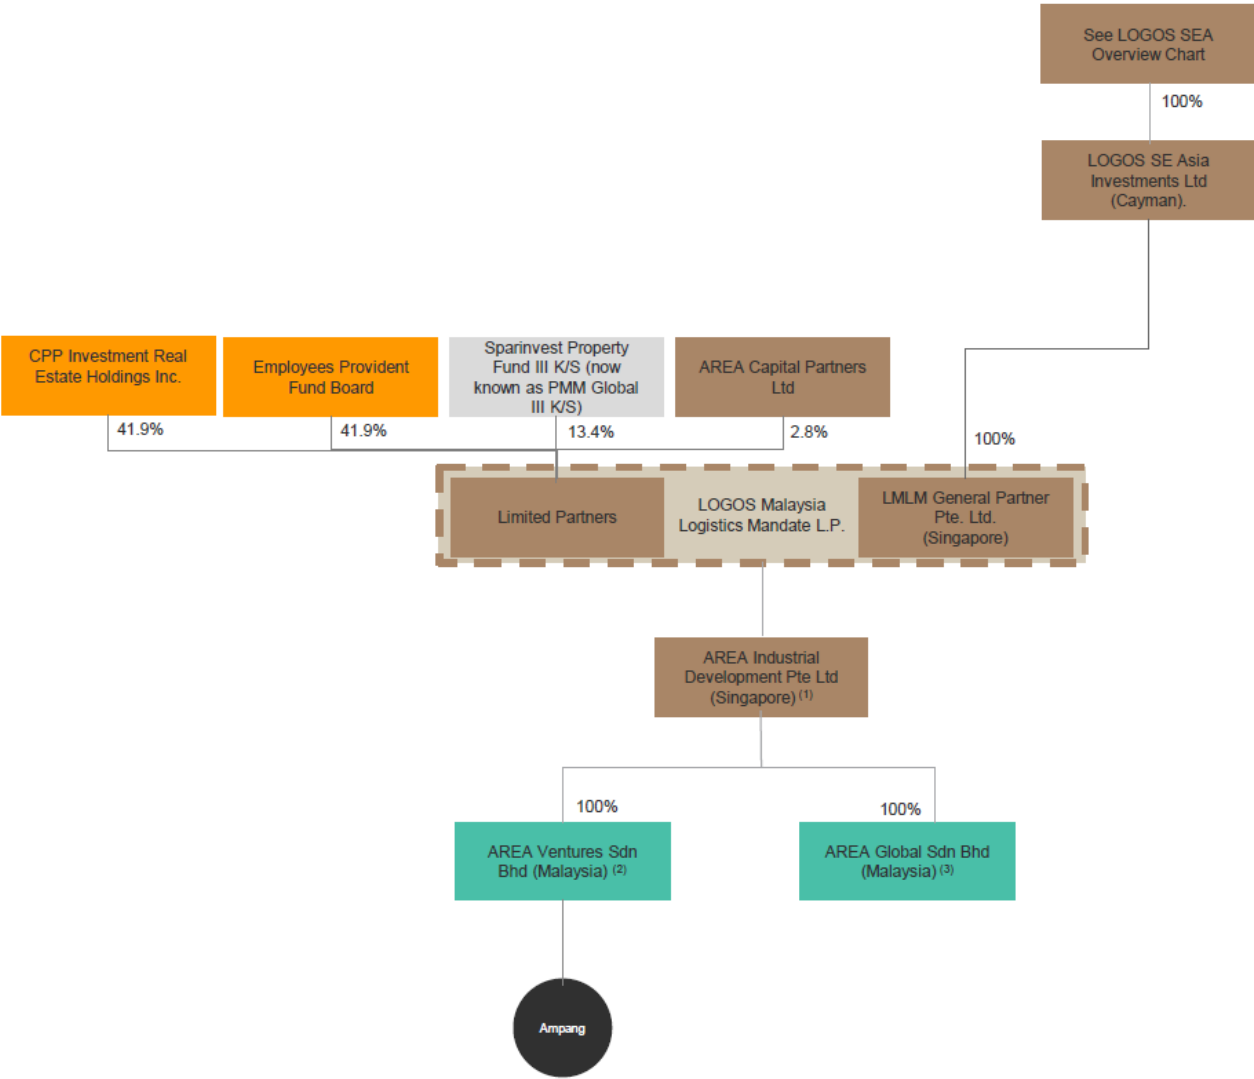 See LOGOS SEA
Overview Chart
100%
LOGOS SE Asia
Investments Ltd
(Cayman).
CPP Investment Real
Estate Holdings Inc.
Employees Provident
Fund Board
Sparinvest Property
Fund III K/S (now
known as PMM Global
III K/S)
AREA Capital Partners
Ltd
41.9%
41.9%
13.4%
2.8%
100%
Limited Partners
LOGOS Malaysia
Logistics Mandate L.P.
LMLM General Partner
Pte. Ltd.
(Singapore)
AREA Industrial
Development Pte Ltd
(Singapore) (1)
100%
100%
AREA Ventures Sdn
Bhd (Malaysia) (2)
AREA Global Sdn Bhd
(Malaysia) (3)
Ampang